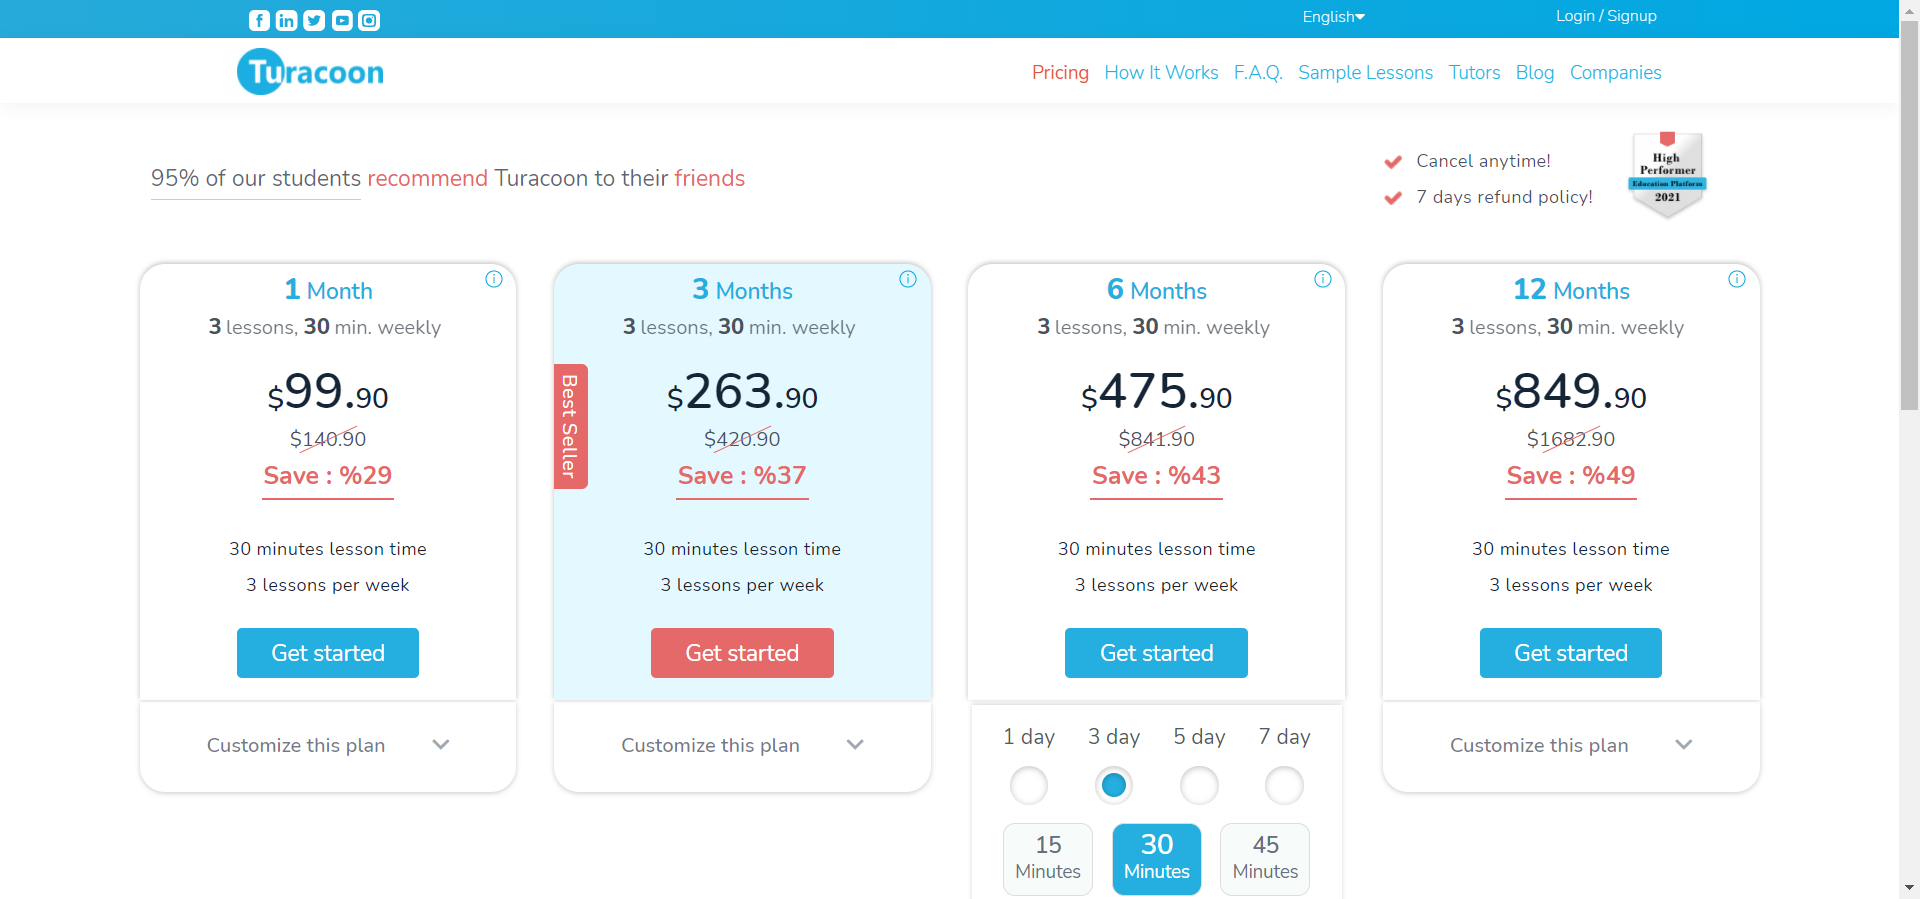 English
Login / Signup
Turacoon
Pricing How It Works F.A.Q. Sample Lessons Tutors Blog Companies
95% of our students recommend Turacoon to their friends
Cancel anytime!
7 days refund policy!
High
Performer
Education Platform
2021
1 Month
3 lessons, 30 min. weekly
$99.90
$140.90
Save : %29
30 minutes lesson time
3 lessons per week
Get started
Customize this plan
3 Months
3 lessons, 30 min. weekly
Best Seller
$263.90
$420.90
Save : %37
30 minutes lesson time
3 lessons per week
Get started
Customize this plan
6 Months
3 lessons, 30 min. weekly
$475.90
$841.90
Save : %43
30 minutes lesson time
3 lessons per week
Get started
1 day 3 day 5 day 7 day
15 Minutes
30 Minutes
45 Minutes
12 Months
3 lessons, 30 min. weekly
$849.90
$1682.90
Save : %49
30 minutes lesson time
3 lessons per week
Get started
Customize this plan